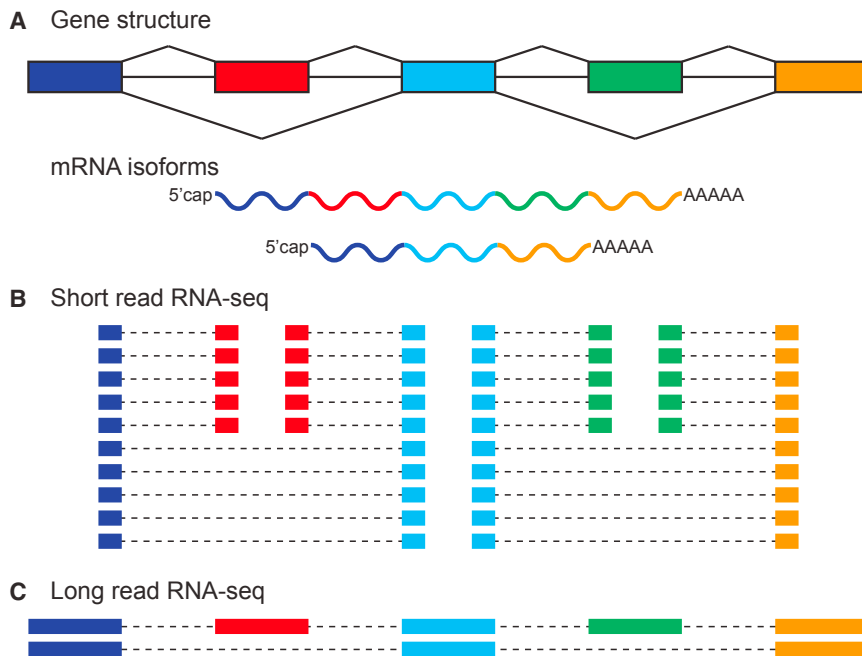 A Gene structure
mRNA isoforms
5'cap AAAAA
5'cap AAAAA
B Short read RNA-seq
C Long read RNA-seq